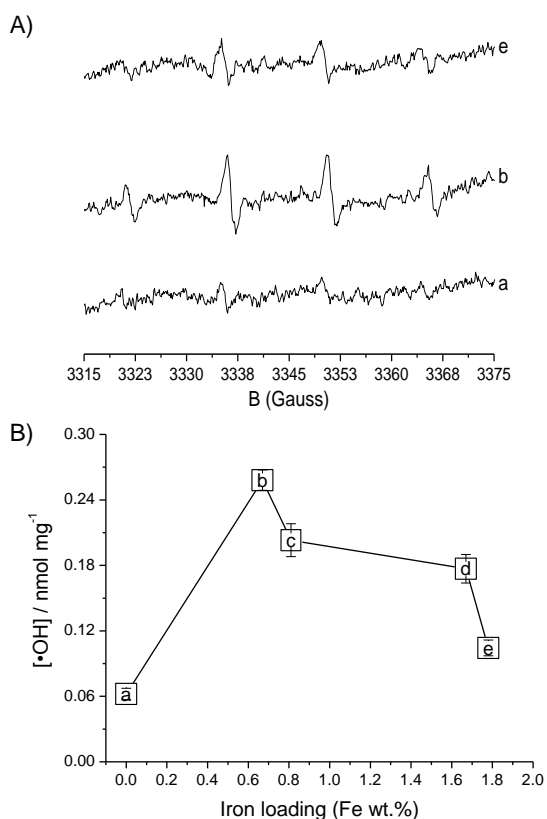 A)
e
b
a
3315 3323 3330 3338 3345 3353 3360 3368 3375
B (Gauss)
B)
0.30
0.24
0.18
0.12
0.06
0.00
[•OH] / nmol mg⁻¹
a
b
c
d
e
0.0 0.2 0.4 0.6 0.8 1.0 1.2 1.4 1.6 1.8 2.0
Iron loading (Fe wt.%)